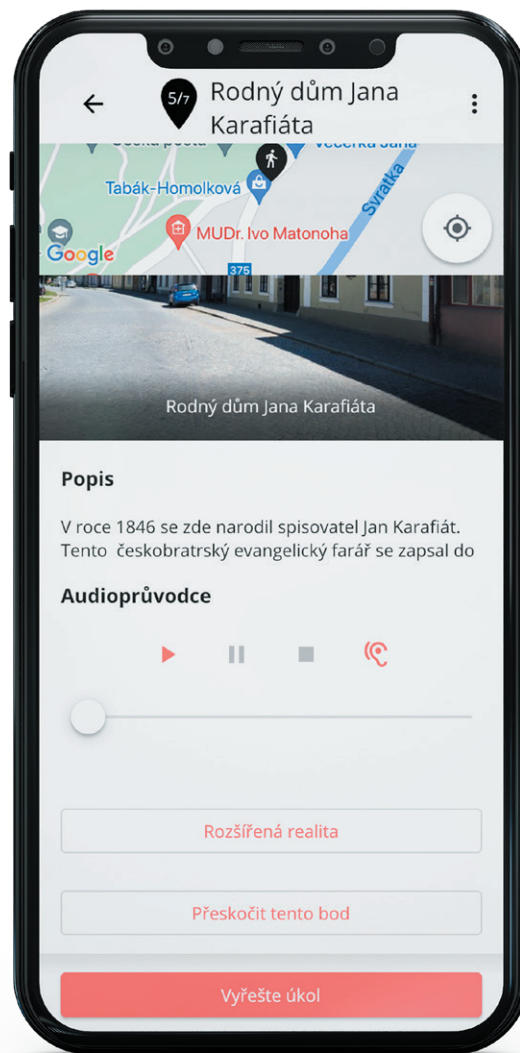 5/7
Rodný dům Jana
Karafiáta
Večerka Jana
Tabák-Homolková
Svratka
MUDr. Ivo Matonoha
Google
375
Rodný dům Jana Karafiáta
Popis
V roce 1846 se zde narodil spisovatel Jan Karafiát.
Tento českobratrský evangelický farář se zapsal do
Audioprůvodce
Rozšířená realita
Přeskočit tento bod
Vyřešte úkol